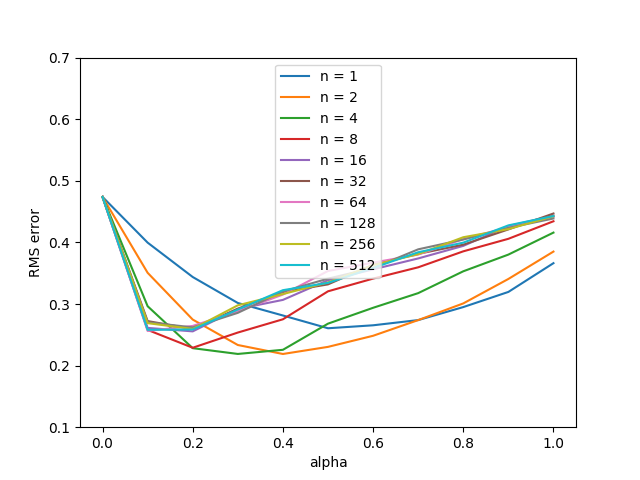 0.7
0.6
0.5
0.4
0.3
0.2
0.1
RMS error
n = 1
n = 2
n = 4
n = 8
n = 16
n = 32
n = 64
n = 128
n = 256
n = 512
0.0 0.2 0.4 0.6 0.8 1.0
alpha